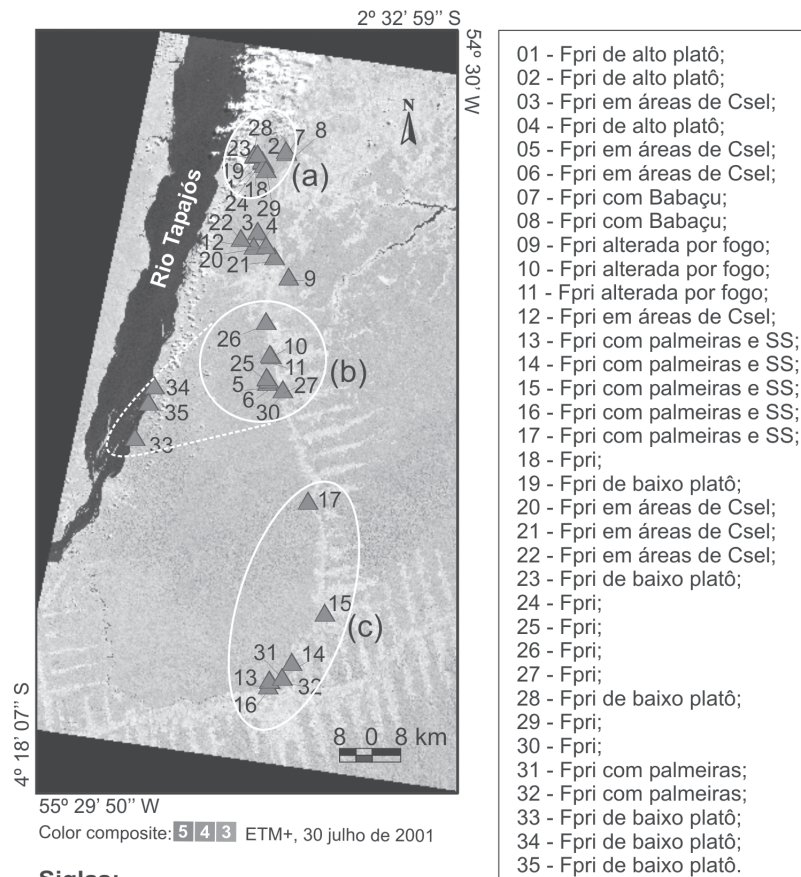 2º 32' 59’’ S
54º 30’ W
N
28
7
8
23
2
19
(a)
18
24
29
22
3
4
12
20
21
9
Rio Tapajós
26
10
25
11
(b)
5
27
6
30
34
35
33
17
15
(c)
31
14
13
32
16
8 0 8 km
4º 18’ 07’’ S
55º 29’ 50’’ W
Color composite: 5 4 3 ETM+, 30 julho de 2001
01 - Fpri de alto platô;
02 - Fpri de alto platô;
03 - Fpri em áreas de Csel;
04 - Fpri de alto platô;
05 - Fpri em áreas de Csel;
06 - Fpri em áreas de Csel;
07 - Fpri com Babaçu;
08 - Fpri com Babaçu;
09 - Fpri alterada por fogo;
10 - Fpri alterada por fogo;
11 - Fpri alterada por fogo;
12 - Fpri em áreas de Csel;
13 - Fpri com palmeiras e SS;
14 - Fpri com palmeiras e SS;
15 - Fpri com palmeiras e SS;
16 - Fpri com palmeiras e SS;
17 - Fpri com palmeiras e SS;
18 - Fpri;
19 - Fpri de baixo platô;
20 - Fpri em áreas de Csel;
21 - Fpri em áreas de Csel;
22 - Fpri em áreas de Csel;
23 - Fpri de baixo platô;
24 - Fpri;
25 - Fpri;
26 - Fpri;
27 - Fpri;
28 - Fpri de baixo platô;
29 - Fpri;
30 - Fpri;
31 - Fpri com palmeiras;
32 - Fpri com palmeiras;
33 - Fpri de baixo platô;
34 - Fpri de baixo platô;
35 - Fpri de baixo platô.